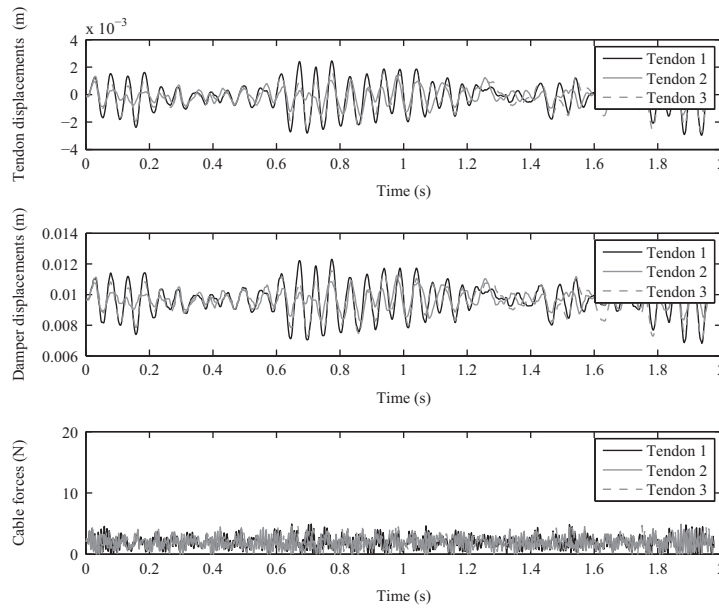 x 10⁻³
Tendon displacements (m)
4
2
0
−2
−4
Tendon 1
Tendon 2
Tendon 3
0 0.2 0.4 0.6 0.8 1 1.2 1.4 1.6 1.8 2
Time (s)
Damper displacements (m)
0.014
0.012
0.01
0.008
0.006
Tendon 1
Tendon 2
Tendon 3
0 0.2 0.4 0.6 0.8 1 1.2 1.4 1.6 1.8 2
Time (s)
Cable forces (N)
20
10
0
Tendon 1
Tendon 2
Tendon 3
0 0.2 0.4 0.6 0.8 1 1.2 1.4 1.6 1.8 2
Time (s)